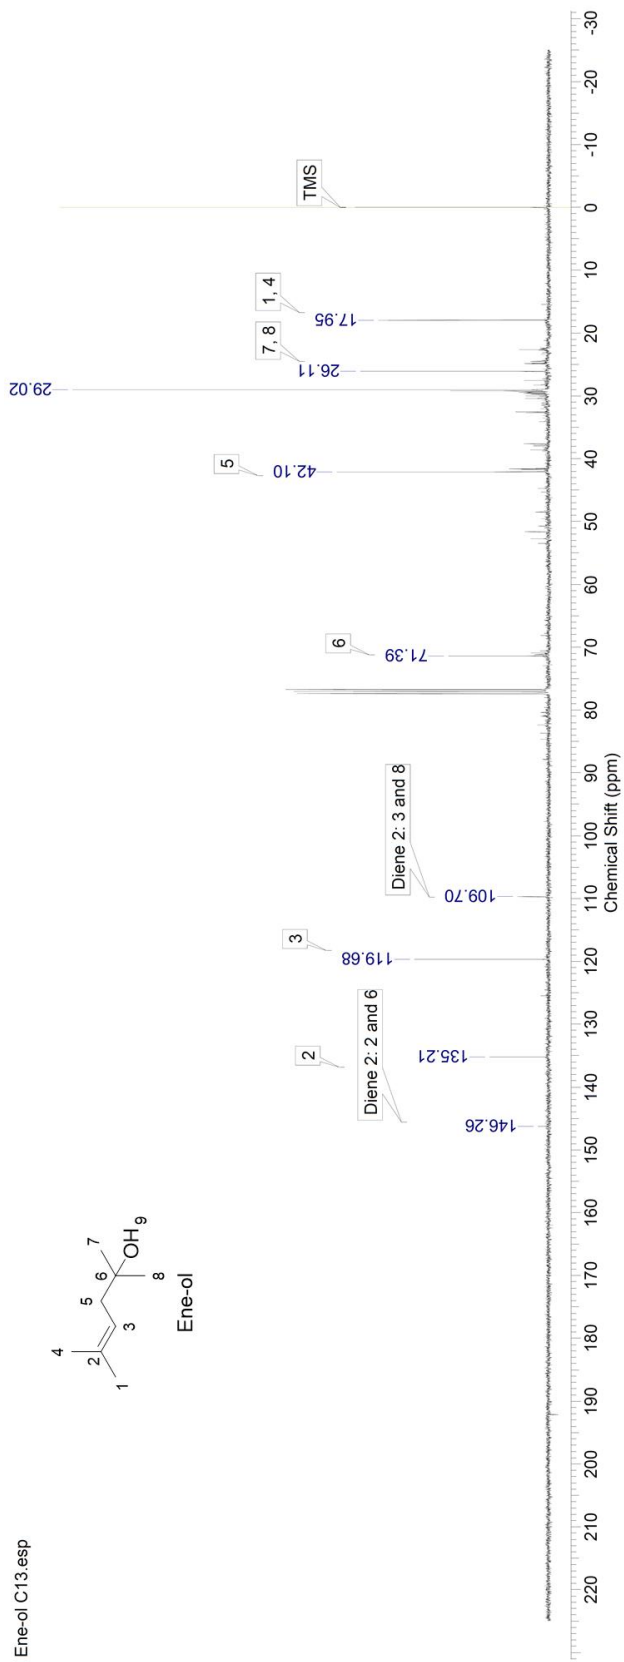 Ene-ol C13.esp
4
2
1
3
5
6
7
8
OH 9
Ene-ol
146.26
Diene 2: 2 and 6
135.21
2
119.68
3
109.70
Diene 2: 3 and 8
71.39
6
42.10
5
29.02
26.11
7, 8
17.95
1, 4
TMS
220 210 200 190 180 170 160 150 140 130 120 110 100 90 80 70 60 50 40 30 20 10 0 -10 -20 -30
Chemical Shift (ppm)